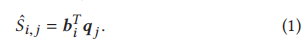 Ŝ_{i,j} = b_i^T q_j. (1)